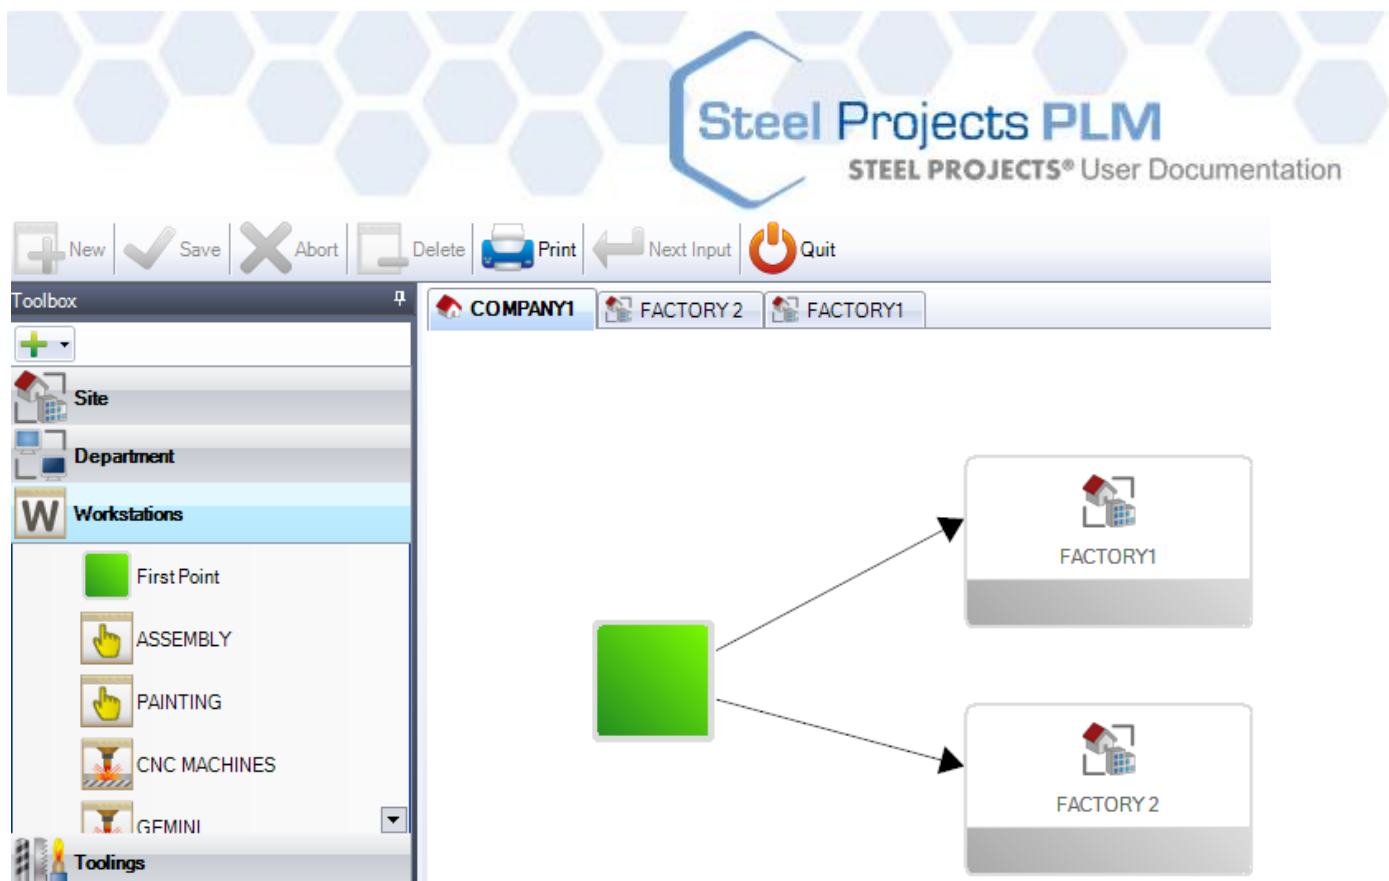 Steel Projects PLM
STEEL PROJECTS® User Documentation
New Save Abort Delete Print Next Input Quit
Toolbox
COMPANY1 FACTORY 2 FACTORY1
Site
Department
W Workstations
First Point
ASSEMBLY
PAINTING
CNC MACHINES
GEMINI
Toolings
FACTORY1
FACTORY 2